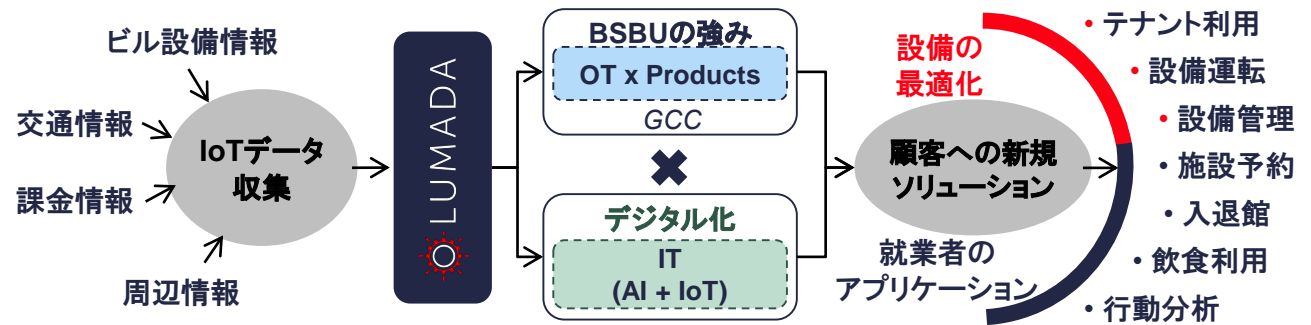 ビル設備情報
交通情報
課金情報
周辺情報
IoTデータ
収集
LUMADA
BSBUの強み
OT x Products
GCC
✖
デジタル化
IT
(AI + IoT)
設備の
最適化
顧客への新規
ソリューション
就業者の
アプリケーション
・テナント利用
・設備運転
・設備管理
・施設予約
・入退館
・飲食利用
・行動分析